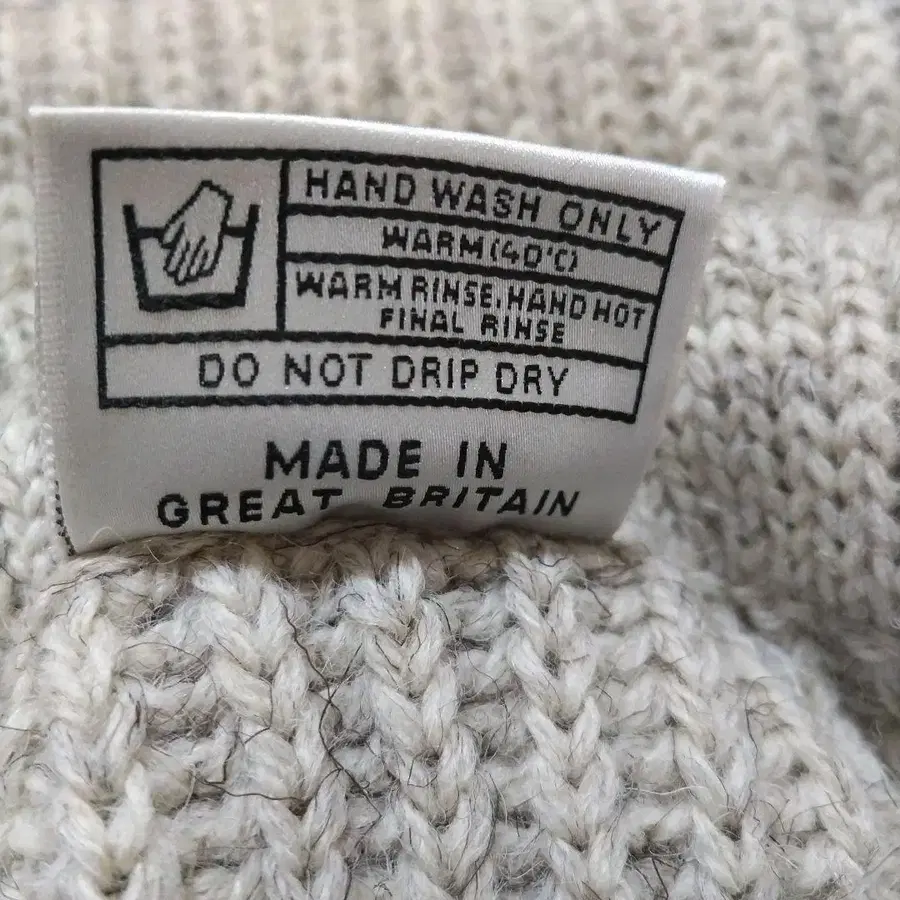 HAND WASH ONLY
WARM (40°C)
WARM RINSE. HAND HOT
FINAL RINSE
DO NOT DRIP DRY
MADE IN
GREAT BRITAIN